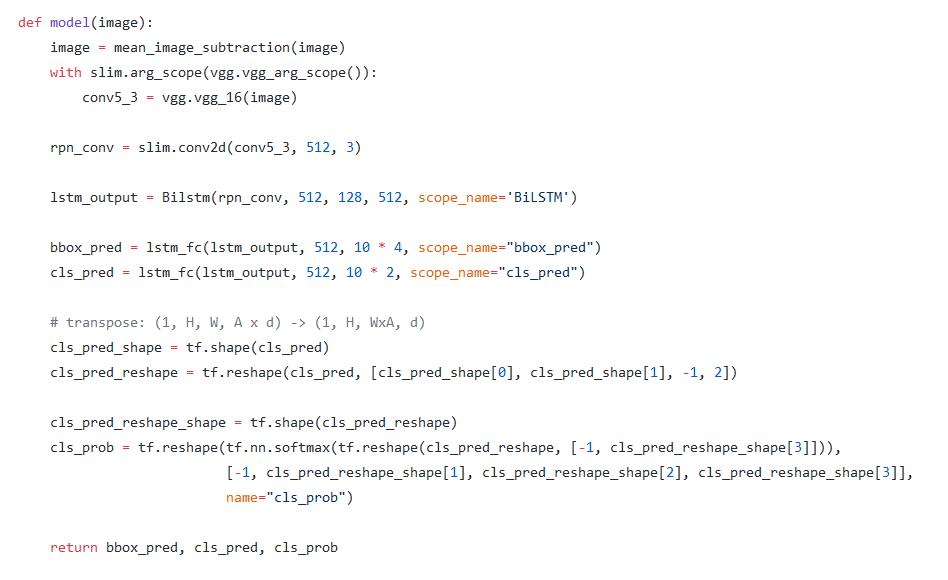 def model(image):
    image = mean_image_subtraction(image)
    with slim.arg_scope(vgg.vgg_arg_scope()):
        conv5_3 = vgg.vgg_16(image)

    rpn_conv = slim.conv2d(conv5_3, 512, 3)

    lstm_output = Bilstm(rpn_conv, 512, 128, 512, scope_name='BiLSTM')

    bbox_pred = lstm_fc(lstm_output, 512, 10 * 4, scope_name="bbox_pred")
    cls_pred = lstm_fc(lstm_output, 512, 10 * 2, scope_name="cls_pred")

    # transpose: (1, H, W, A x d) -> (1, H, WxA, d)
    cls_pred_shape = tf.shape(cls_pred)
    cls_pred_reshape = tf.reshape(cls_pred, [cls_pred_shape[0], cls_pred_shape[1], -1, 2])

    cls_pred_reshape_shape = tf.shape(cls_pred_reshape)
    cls_prob = tf.reshape(tf.nn.softmax(tf.reshape(cls_pred_reshape, [-1, cls_pred_reshape_shape[3]])),
                          [-1, cls_pred_reshape_shape[1], cls_pred_reshape_shape[2], cls_pred_reshape_shape[3]],
                          name="cls_prob")

    return bbox_pred, cls_pred, cls_prob